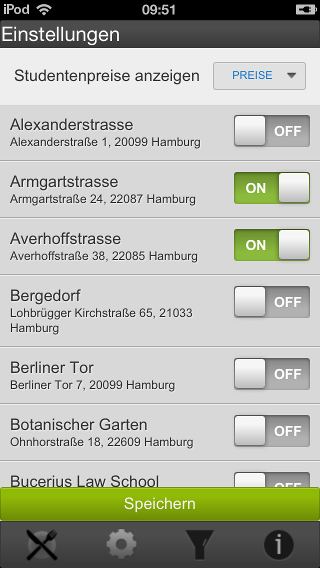 iPod 09:51
Einstellungen
Studentenpreise anzeigen PREISE
Alexanderstrasse
Alexanderstraße 1, 20099 Hamburg OFF
Armgartstrasse
Armgartstraße 24, 22087 Hamburg ON
Averhoffstrasse
Averhoffstraße 38, 22085 Hamburg ON
Bergedorf
Lohbrügger Kirchstraße 65, 21033
Hamburg OFF
Berliner Tor
Berliner Tor 7, 20099 Hamburg OFF
Botanischer Garten
Ohnhorstraße 18, 22609 Hamburg OFF
Bucerius Law School OFF
Speichern